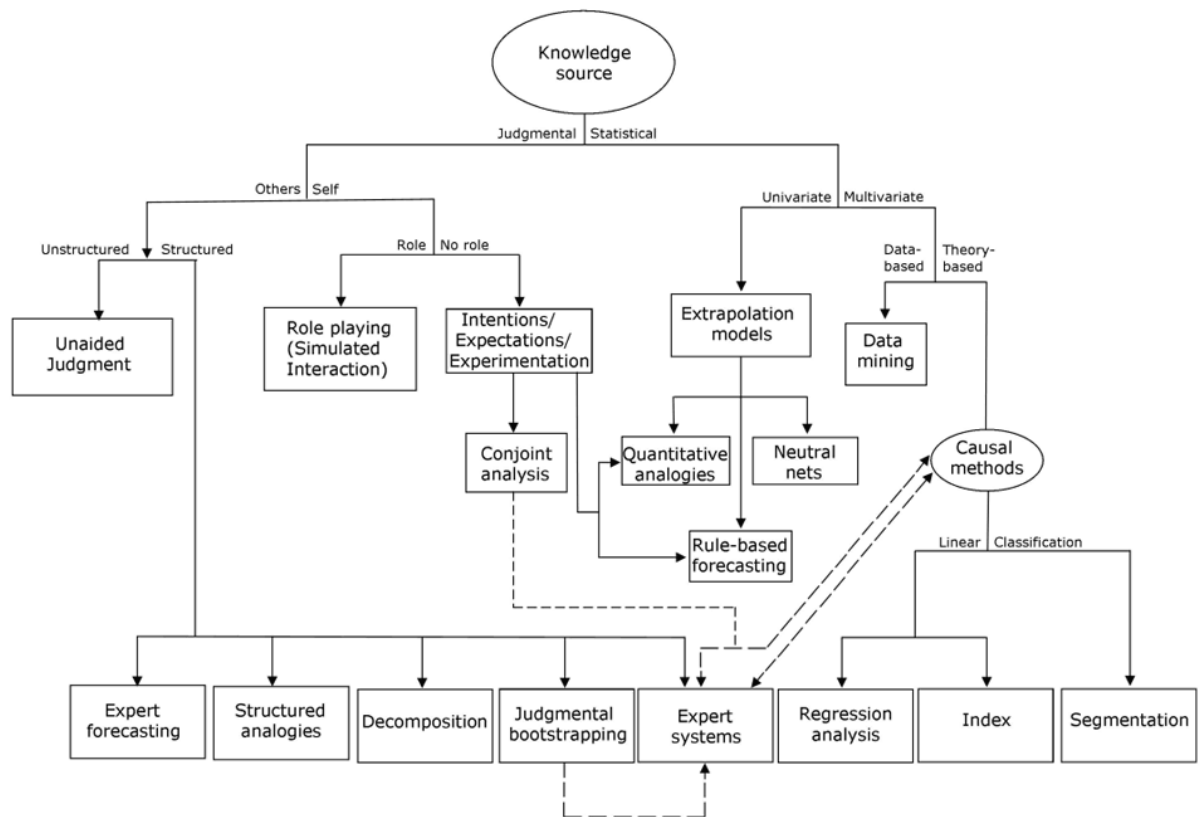 Knowledge
source
Judgmental Statistical
Others Self
Univariate Multivariate
Unstructured Structured
Role No role
Data-
based
Theory-
based
Unaided
Judgment
Role playing
(Simulated
Interaction)
Intentions/
Expectations/
Experimentation
Extrapolation
models
Data
mining
Conjoint
analysis
Quantitative
analogies
Neutral
nets
Causal
methods
Rule-based
forecasting
Linear Classification
Expert
forecasting
Structured
analogies
Decomposition
Judgmental
bootstrapping
Expert
systems
Regression
analysis
Index
Segmentation